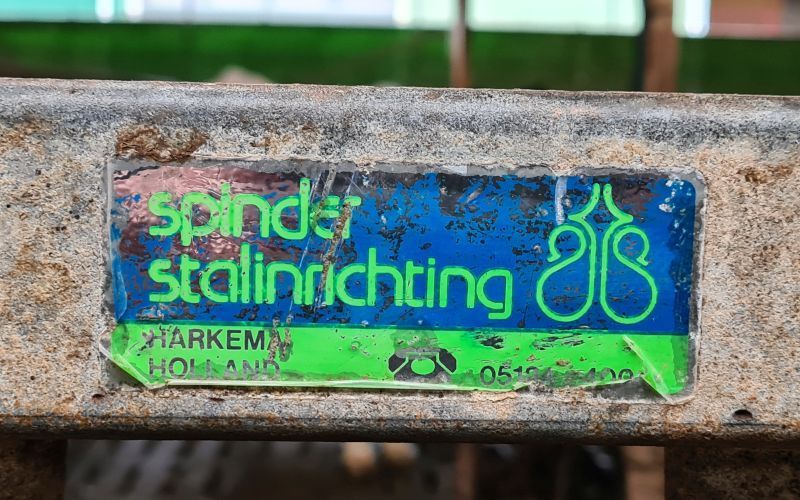 spinder
stalinrichting
HARKEMA
HOLLAND